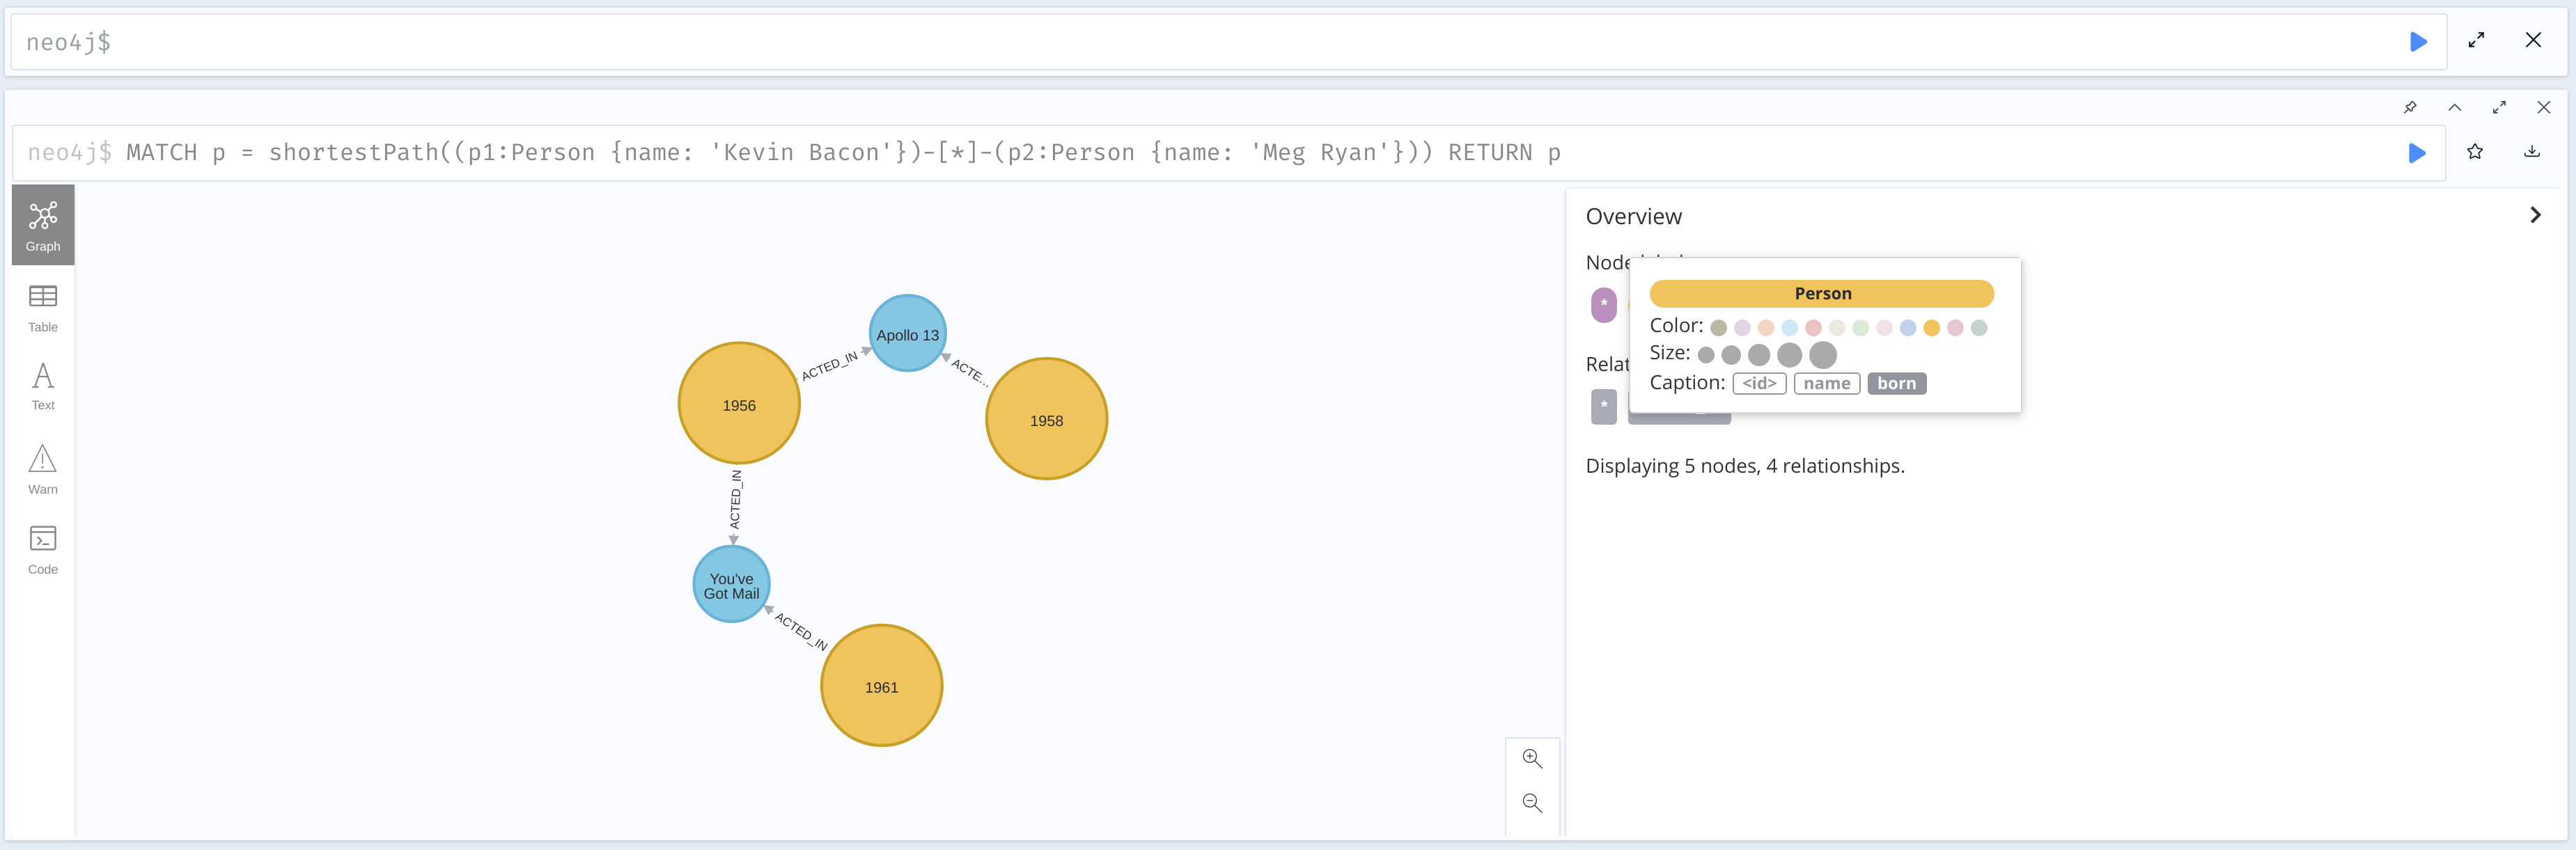 neo4j$
neo4j$ MATCH p = shortestPath((p1:Person {name: 'Kevin Bacon'})-[*]-(p2:Person {name: 'Meg Ryan'})) RETURN p
Graph
Table
Text
Warn
Code
Apollo 13
ACTED_IN
ACTE...
1956
1958
ACTED_IN
You've
Got Mail
ACTED_IN
1961
Overview
Node
*
Person
Color:
Size:
Caption: <id> name born
Relat
*
Displaying 5 nodes, 4 relationships.